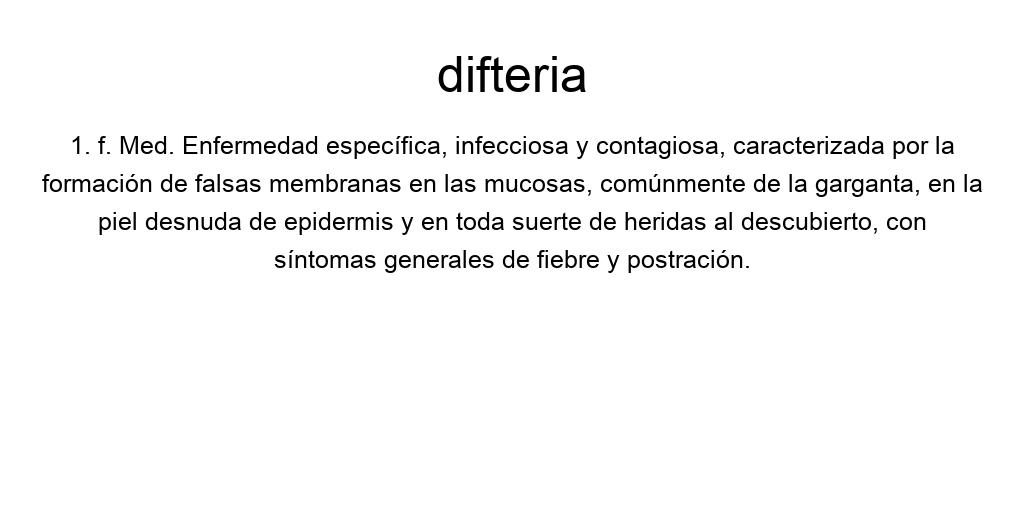 difteria
1. f. Med. Enfermedad específica, infecciosa y contagiosa, caracterizada por la
formación de falsas membranas en las mucosas, comúnmente de la garganta, en la
piel desnuda de epidermis y en toda suerte de heridas al descubierto, con
síntomas generales de fiebre y postración.